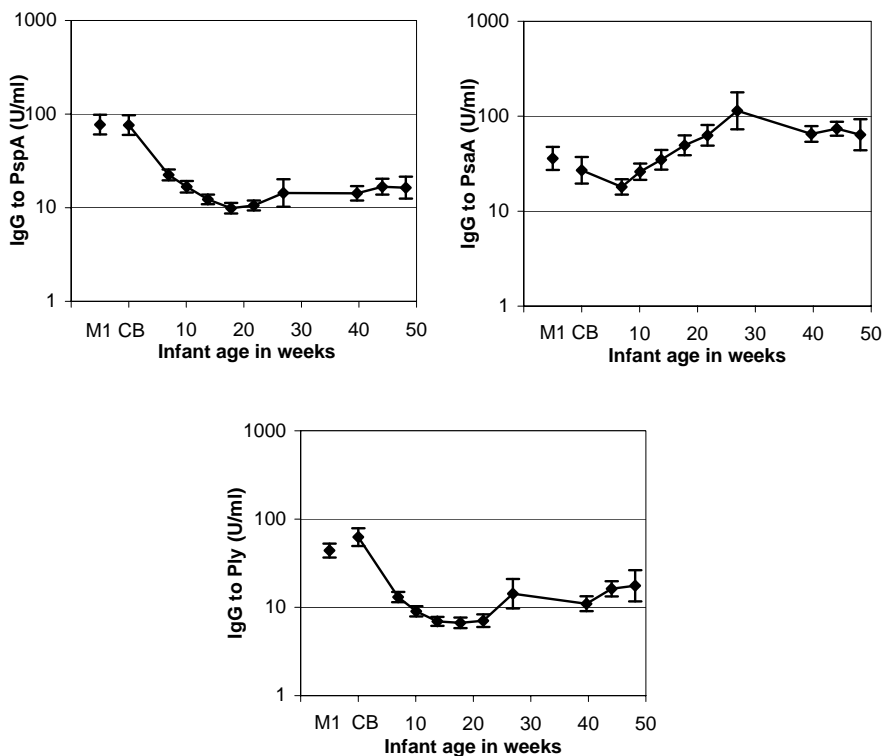 1000
100
10
1
IgG to PspA (U/ml)
M1 CB 10 20 30 40 50
Infant age in weeks
1000
100
10
1
IgG to PsaA (U/ml)
M1 CB 10 20 30 40 50
Infant age in weeks
1000
100
10
1
IgG to Ply (U/ml)
M1 CB 10 20 30 40 50
Infant age in weeks